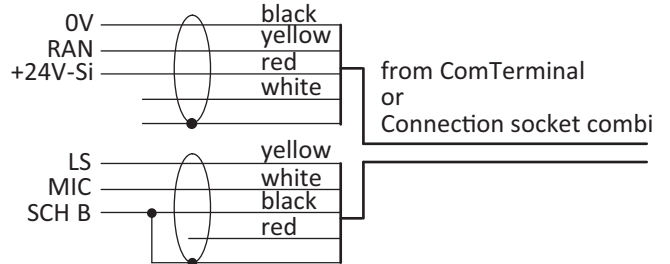 0V black
RAN yellow
+24V-Si red
white
from ComTerminal
or
Connection socket combi
LS yellow
MIC white
SCH B black
red